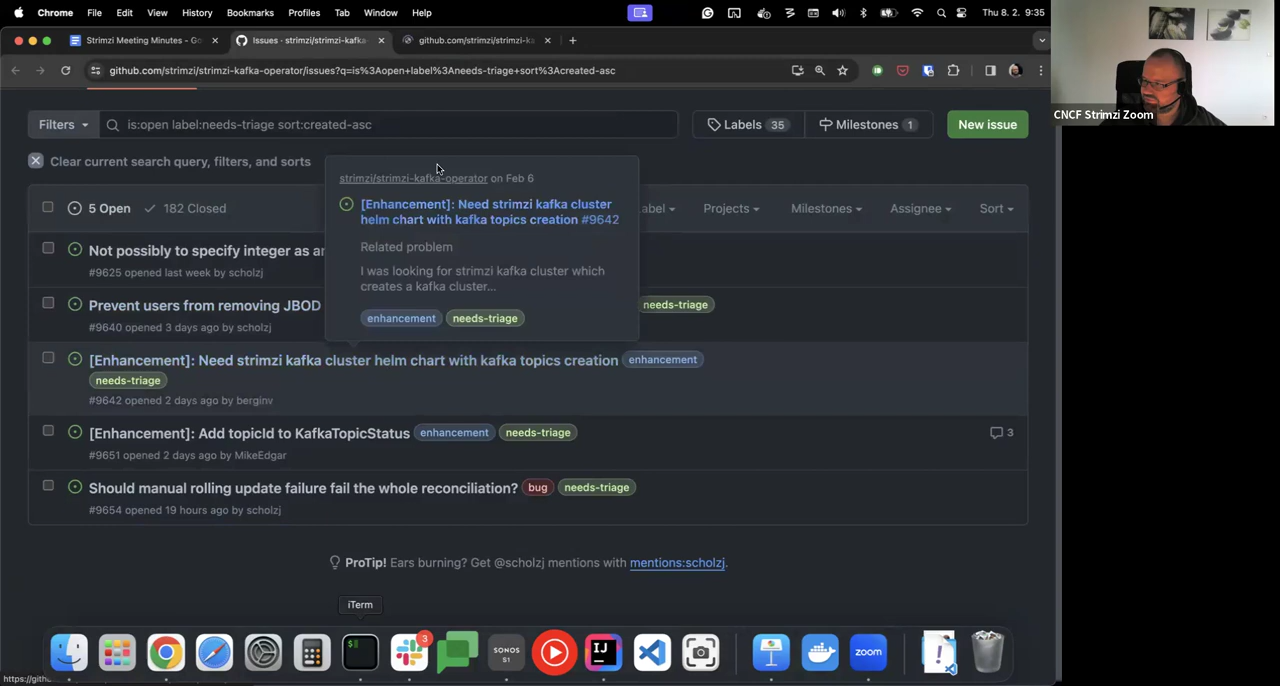 Chrome File Edit View History Bookmarks Profiles Tab Window Help Thu 8. 2. 9:35
Strimzi Meeting Minutes - Go Issues · strimzi/strimzi-kafka- github.com/strimzi/strimzi-ka
github.com/strimzi/strimzi-kafka-operator/issues?q=is%3Aopen+label%3Aneeds-triage+sort%3Acreated-asc
CNCF Strimzi Zoom
Filters is:open label:needs-triage sort:created-asc Labels 35 Milestones 1 New issue
Clear current search query, filters, and sorts
strimzi/strimzi-kafka-operator on Feb 6
[Enhancement]: Need strimzi kafka cluster
helm chart with kafka topics creation #9642
Related problem
I was looking for strimzi kafka cluster which
creates a kafka cluster...
enhancement needs-triage
5 Open 182 Closed abel Projects Milestones Assignee Sort
Not possibly to specify integer as a
#9625 opened last week by scholzj
Prevent users from removing JBOD needs-triage
#9640 opened 3 days ago by scholzj
[Enhancement]: Need strimzi kafka cluster helm chart with kafka topics creation enhancement
needs-triage
#9642 opened 2 days ago by berginv
[Enhancement]: Add topicId to KafkaTopicStatus enhancement needs-triage 3
#9651 opened 2 days ago by MikeEdgar
Should manual rolling update failure fail the whole reconciliation? bug needs-triage
#9654 opened 19 hours ago by scholzj
ProTip! Ears burning? Get @scholzj mentions with mentions:scholzj.
iTerm
3
SONOS
S1
IJ
zoom
https://gith